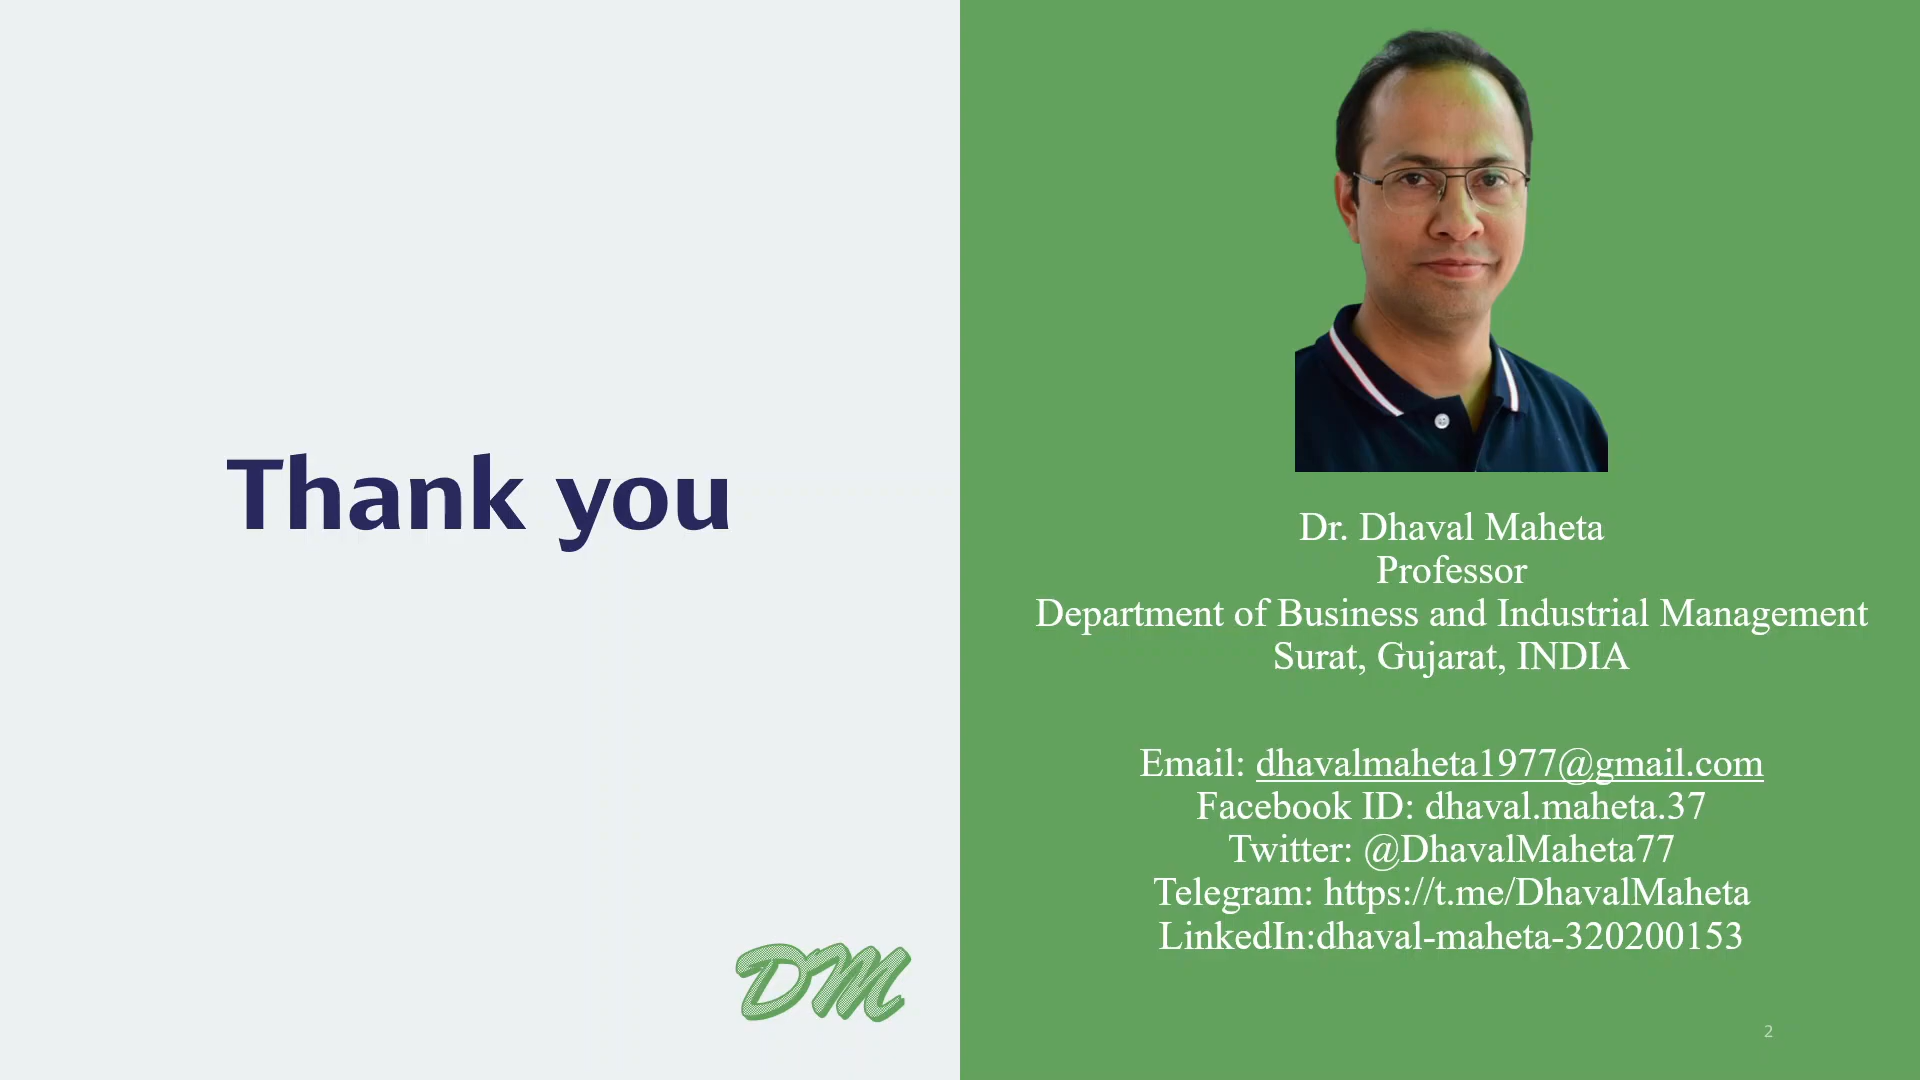 Thank you
DM
Dr. Dhaval Maheta
Professor
Department of Business and Industrial Management
Surat, Gujarat, INDIA
Email: dhavalmaheta1977@gmail.com
Facebook ID: dhaval.maheta.37
Twitter: @DhavalMaheta77
Telegram: https://t.me/DhavalMaheta
LinkedIn:dhaval-maheta-320200153
2